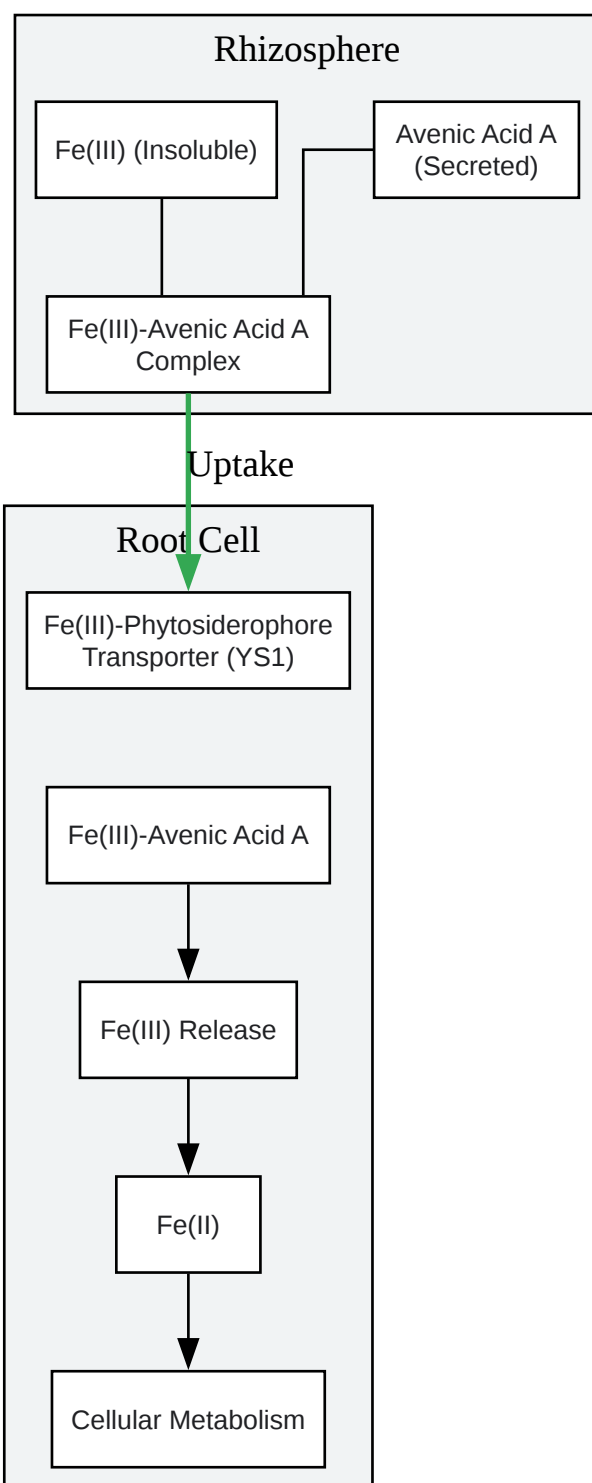 Rhizosphere
Fe(III) (Insoluble)
Avenic Acid A
(Secreted)
Fe(III)-Avenic Acid A
Complex
Uptake
Root Cell
Fe(III)-Phytosiderophore
Transporter (YS1)
Fe(III)-Avenic Acid A
Fe(III) Release
Fe(II)
Cellular Metabolism